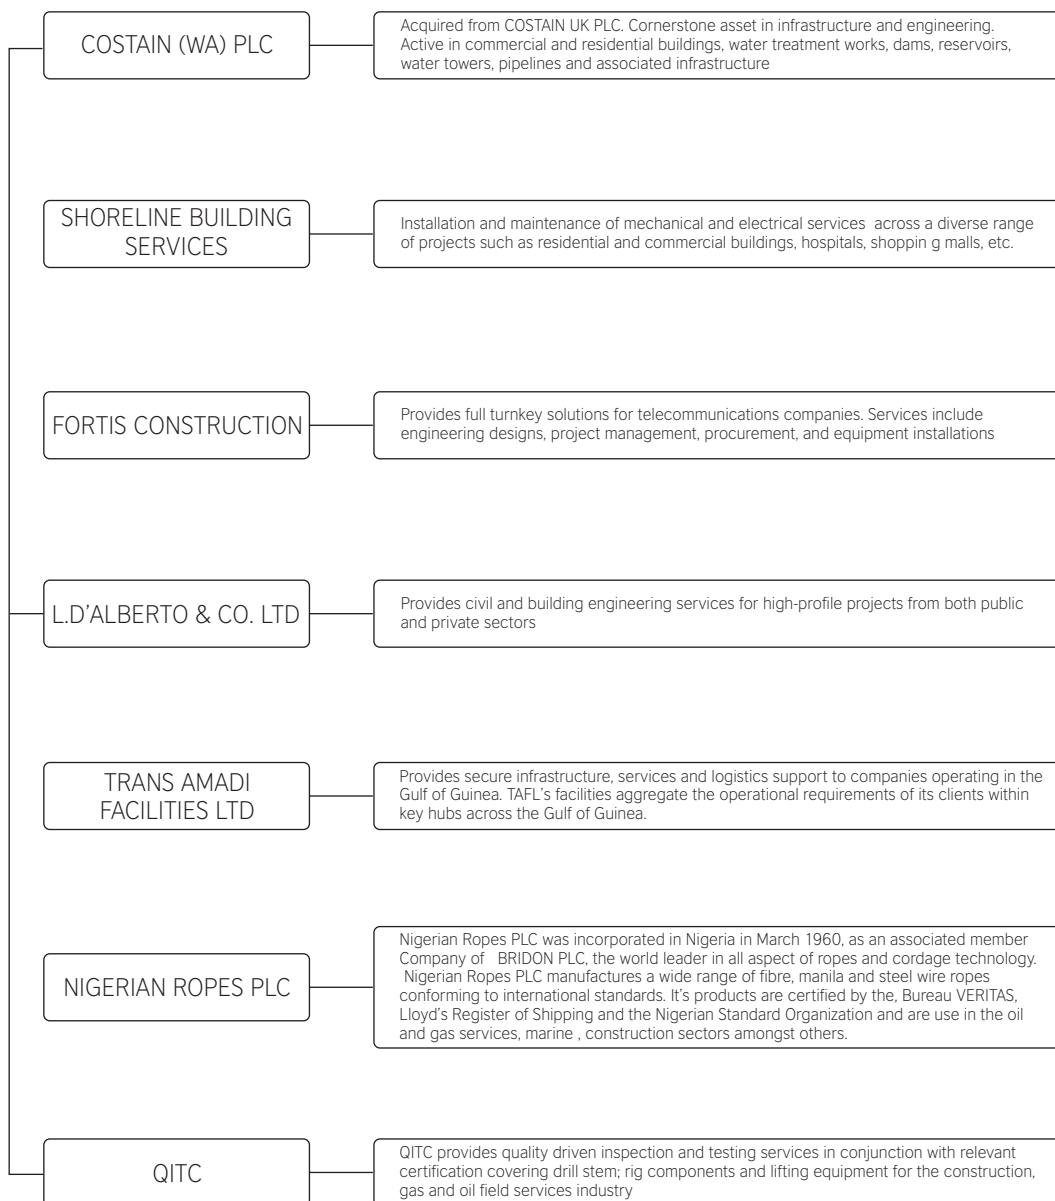 COSTAIN (WA) PLC
Acquired from COSTAIN UK PLC. Cornerstone asset in infrastructure and engineering.
Active in commercial and residential buildings, water treatment works, dams, reservoirs,
water towers, pipelines and associated infrastructure
SHORELINE BUILDING
SERVICES
Installation and maintenance of mechanical and electrical services across a diverse range
of projects such as residential and commercial buildings, hospitals, shoppin g malls, etc.
FORTIS CONSTRUCTION
Provides full turnkey solutions for telecommunications companies. Services include
engineering designs, project management, procurement, and equipment installations
L.D'ALBERTO & CO. LTD
Provides civil and building engineering services for high-profile projects from both public
and private sectors
TRANS AMADI
FACILITIES LTD
Provides secure infrastructure, services and logistics support to companies operating in the
Gulf of Guinea. TAFL's facilities aggregate the operational requirements of its clients within
key hubs across the Gulf of Guinea.
NIGERIAN ROPES PLC
Nigerian Ropes PLC was incorporated in Nigeria in March 1960, as an associated member
Company of BRIDON PLC, the world leader in all aspect of ropes and cordage technology.
Nigerian Ropes PLC manufactures a wide range of fibre, manila and steel wire ropes
conforming to international standards. It's products are certified by the, Bureau VERITAS,
Lloyd's Register of Shipping and the Nigerian Standard Organization and are use in the oil
and gas services, marine , construction sectors amongst others.
QITC
QITC provides quality driven inspection and testing services in conjunction with relevant
certification covering drill stem; rig components and lifting equipment for the construction,
gas and oil field services industry